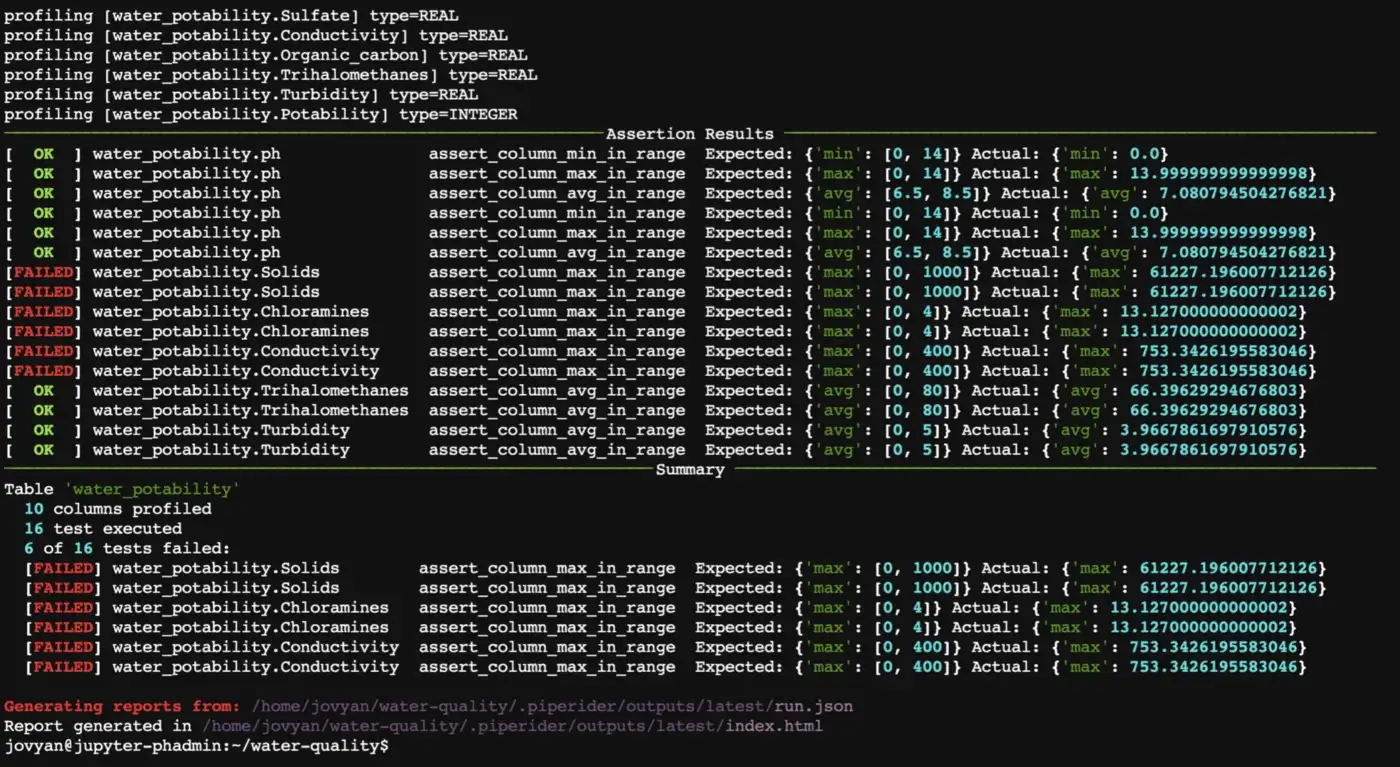 profiling [water_potability.Sulfate] type=REAL
profiling [water_potability.Conductivity] type=REAL
profiling [water_potability.Organic_carbon] type=REAL
profiling [water_potability.Trihalomethanes] type=REAL
profiling [water_potability.Turbidity] type=REAL
profiling [water_potability.Potability] type=INTEGER
Assertion Results
[ OK ] water_potability.ph assert_column_min_in_range Expected: {'min': [0, 14]} Actual: {'min': 0.0}
[ OK ] water_potability.ph assert_column_max_in_range Expected: {'max': [0, 14]} Actual: {'max': 13.999999999999998}
[ OK ] water_potability.ph assert_column_avg_in_range Expected: {'avg': [6.5, 8.5]} Actual: {'avg': 7.080794504276821}
[ OK ] water_potability.ph assert_column_min_in_range Expected: {'min': [0, 14]} Actual: {'min': 0.0}
[ OK ] water_potability.ph assert_column_max_in_range Expected: {'max': [0, 14]} Actual: {'max': 13.999999999999998}
[ OK ] water_potability.ph assert_column_avg_in_range Expected: {'avg': [6.5, 8.5]} Actual: {'avg': 7.080794504276821}
[FAILED] water_potability.Solids assert_column_max_in_range Expected: {'max': [0, 1000]} Actual: {'max': 61227.196007712126}
[FAILED] water_potability.Solids assert_column_max_in_range Expected: {'max': [0, 1000]} Actual: {'max': 61227.196007712126}
[FAILED] water_potability.Chloramines assert_column_max_in_range Expected: {'max': [0, 4]} Actual: {'max': 13.127000000000002}
[FAILED] water_potability.Chloramines assert_column_max_in_range Expected: {'max': [0, 4]} Actual: {'max': 13.127000000000002}
[FAILED] water_potability.Conductivity assert_column_max_in_range Expected: {'max': [0, 400]} Actual: {'max': 753.3426195583046}
[FAILED] water_potability.Conductivity assert_column_max_in_range Expected: {'max': [0, 400]} Actual: {'max': 753.3426195583046}
[ OK ] water_potability.Trihalomethanes assert_column_avg_in_range Expected: {'avg': [0, 80]} Actual: {'avg': 66.39629294676803}
[ OK ] water_potability.Trihalomethanes assert_column_avg_in_range Expected: {'avg': [0, 80]} Actual: {'avg': 66.39629294676803}
[ OK ] water_potability.Turbidity assert_column_avg_in_range Expected: {'avg': [0, 5]} Actual: {'avg': 3.9667861697910576}
[ OK ] water_potability.Turbidity assert_column_avg_in_range Expected: {'avg': [0, 5]} Actual: {'avg': 3.9667861697910576}
Summary
Table 'water_potability'
10 columns profiled
16 test executed
6 of 16 tests failed:
[FAILED] water_potability.Solids assert_column_max_in_range Expected: {'max': [0, 1000]} Actual: {'max': 61227.196007712126}
[FAILED] water_potability.Solids assert_column_max_in_range Expected: {'max': [0, 1000]} Actual: {'max': 61227.196007712126}
[FAILED] water_potability.Chloramines assert_column_max_in_range Expected: {'max': [0, 4]} Actual: {'max': 13.127000000000002}
[FAILED] water_potability.Chloramines assert_column_max_in_range Expected: {'max': [0, 4]} Actual: {'max': 13.127000000000002}
[FAILED] water_potability.Conductivity assert_column_max_in_range Expected: {'max': [0, 400]} Actual: {'max': 753.3426195583046}
[FAILED] water_potability.Conductivity assert_column_max_in_range Expected: {'max': [0, 400]} Actual: {'max': 753.3426195583046}
Generating reports from: /home/jovyan/water-quality/.piperider/outputs/latest/run.json
Report generated in /home/jovyan/water-quality/.piperider/outputs/latest/index.html
jovyan@jupyter-phadmin:~/water-quality$